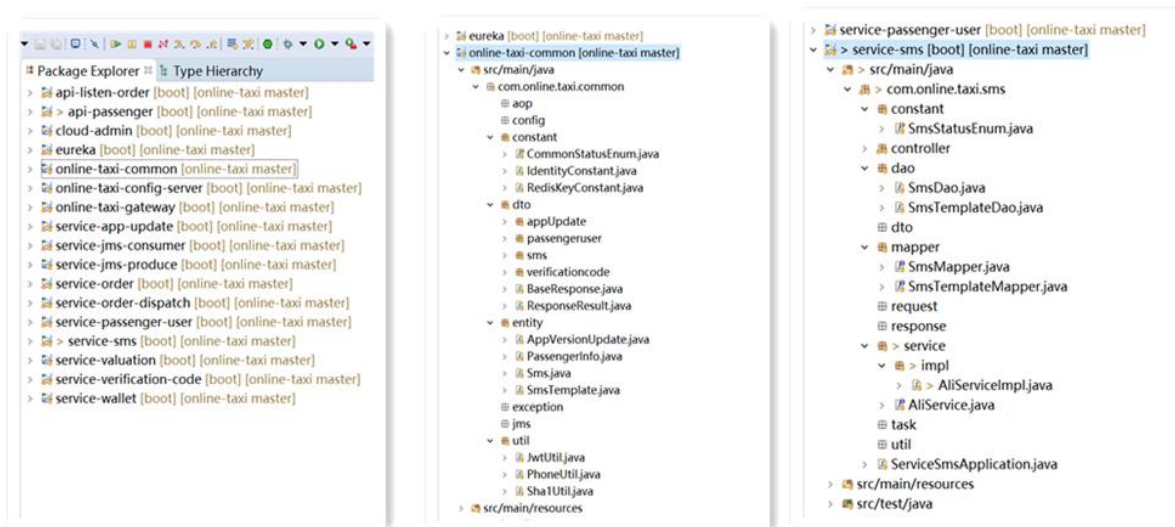 Package Explorer Type Hierarchy
api-listen-order [boot] [online-taxi master]
> api-passenger [boot] [online-taxi master]
cloud-admin [boot] [online-taxi master]
eureka [boot] [online-taxi master]
online-taxi-common [online-taxi master]
online-taxi-config-server [boot] [online-taxi master]
online-taxi-gateway [boot] [online-taxi master]
service-app-update [boot] [online-taxi master]
service-jms-consumer [boot] [online-taxi master]
service-jms-produce [boot] [online-taxi master]
service-order [boot] [online-taxi master]
service-order-dispatch [boot] [online-taxi master]
service-passenger-user [boot] [online-taxi master]
> service-sms [boot] [online-taxi master]
service-valuation [boot] [online-taxi master]
service-verification-code [boot] [online-taxi master]
service-wallet [boot] [online-taxi master]
eureka [boot] [online-taxi master]
online-taxi-common [online-taxi master]
src/main/java
com.online.taxi.common
aop
config
constant
CommonStatusEnum.java
IdentityConstant.java
RedisKeyConstant.java
dto
appUpdate
passengeruser
sms
verificationcode
BaseResponse.java
ResponseResult.java
entity
AppVersionUpdate.java
PassengerInfo.java
Sms.java
SmsTemplate.java
exception
jms
util
JwtUtil.java
PhoneUtil.java
Sha1Util.java
src/main/resources
service-passenger-user [boot] [online-taxi master]
> service-sms [boot] [online-taxi master]
> src/main/java
> com.online.taxi.sms
constant
SmsStatusEnum.java
controller
dao
SmsDao.java
SmsTemplateDao.java
dto
mapper
SmsMapper.java
SmsTemplateMapper.java
request
response
> service
> impl
> AliServiceImpl.java
AliService.java
task
util
ServiceSmsApplication.java
src/main/resources
src/test/java